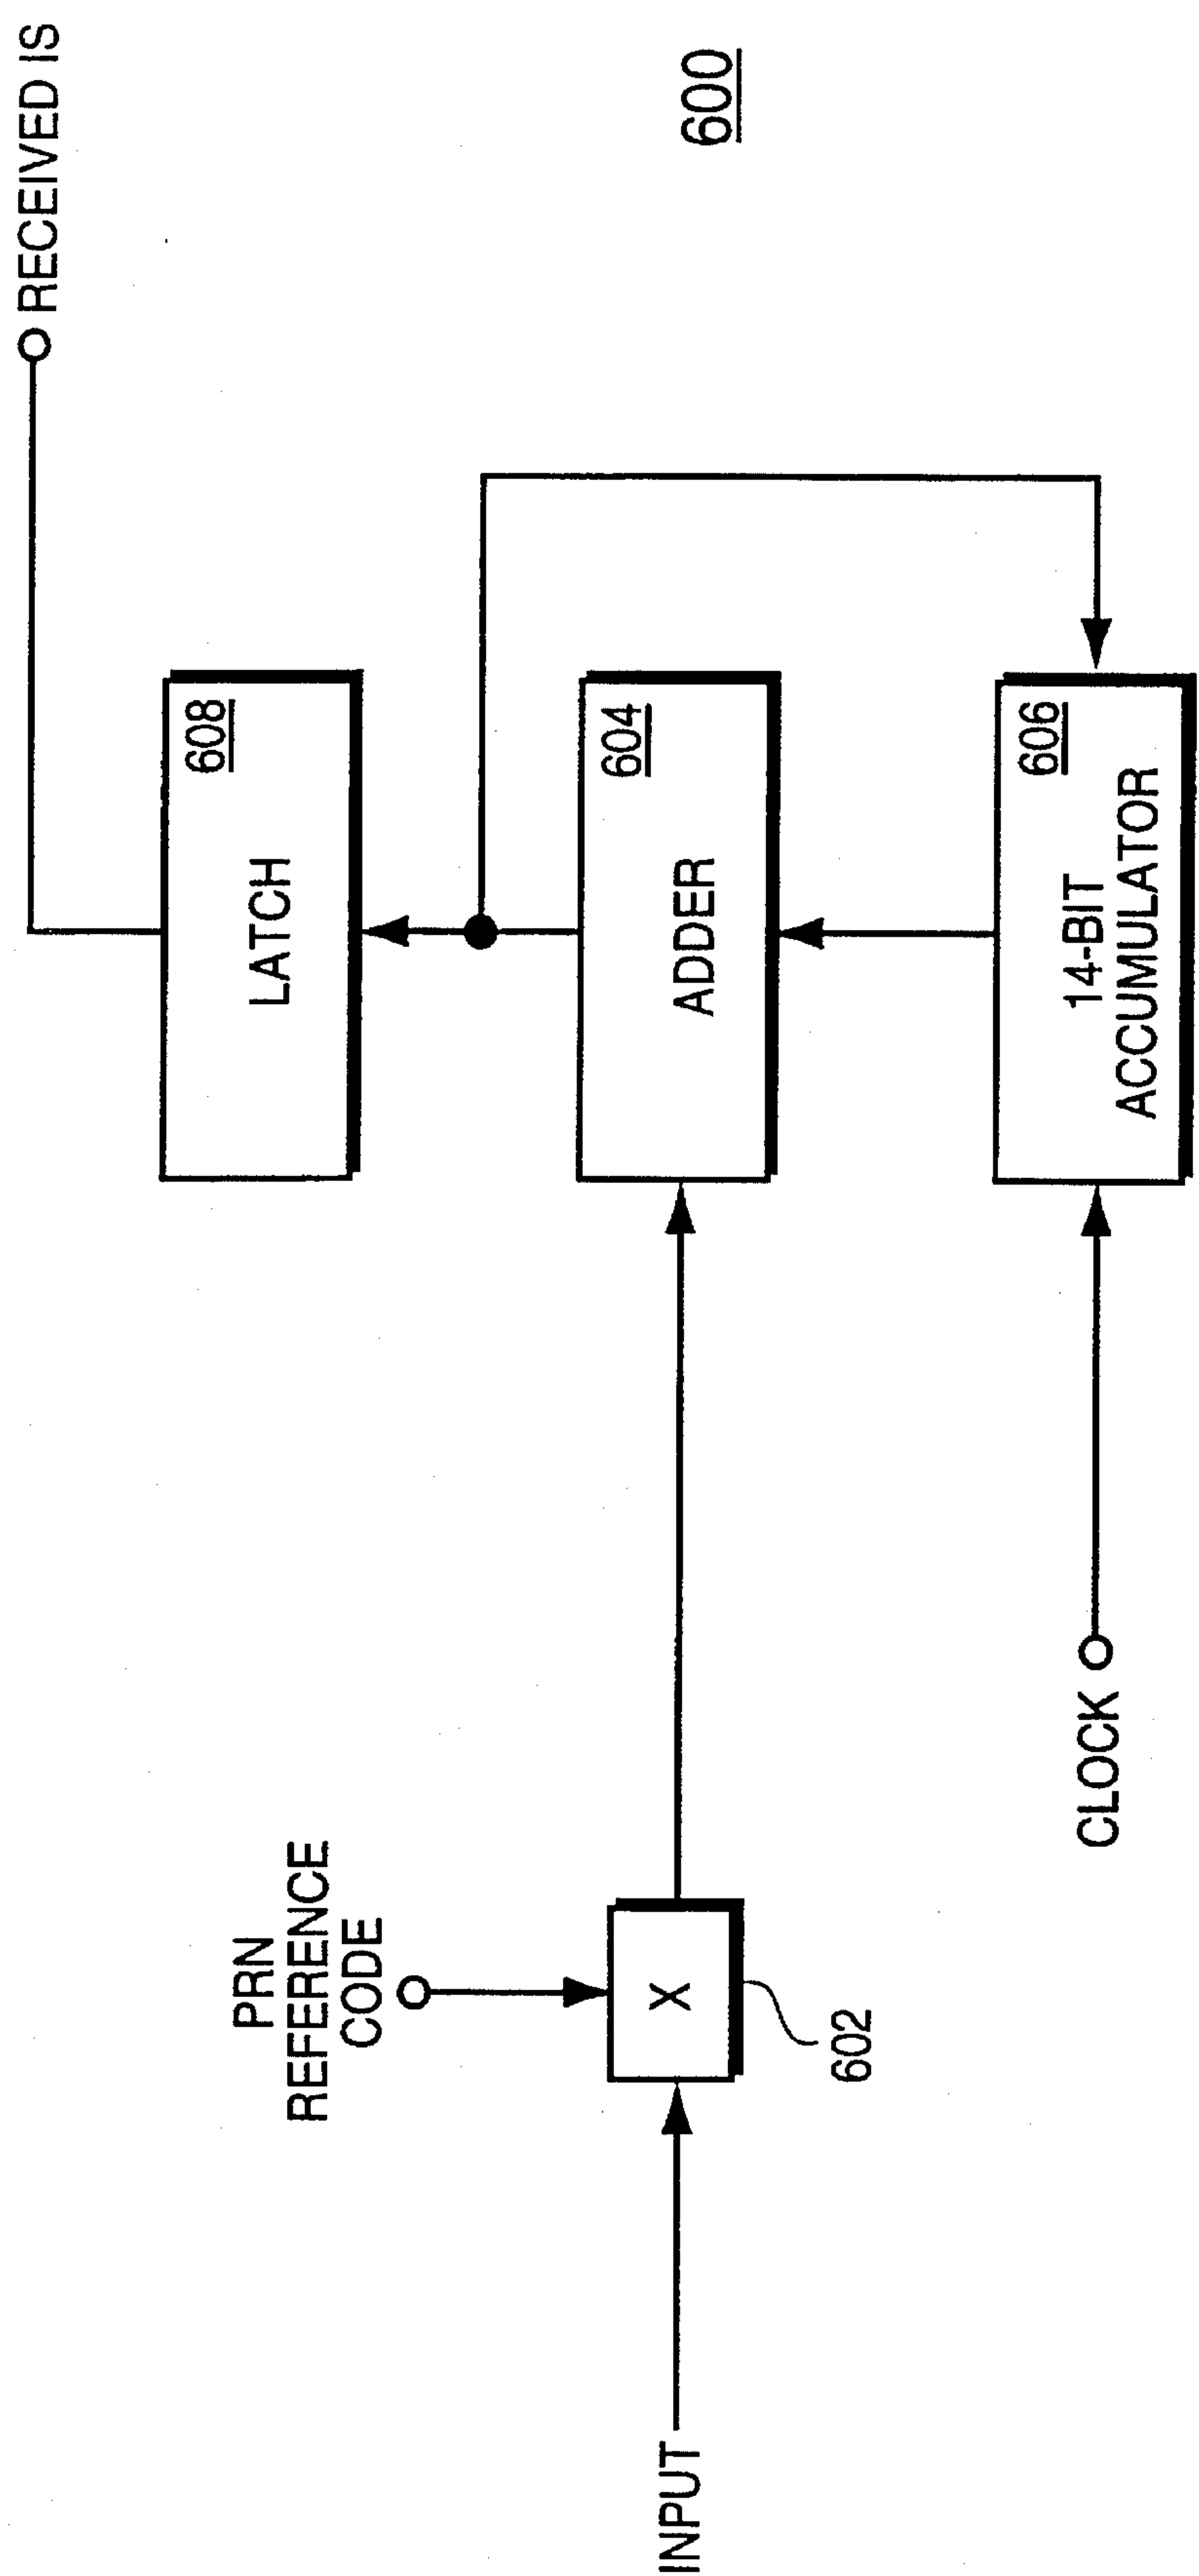 RECEIVED IS
600
608
LATCH
604
ADDER
606
14-BIT
ACCUMULATOR
PRN
REFERENCE
CODE
X
602
INPUT
CLOCK